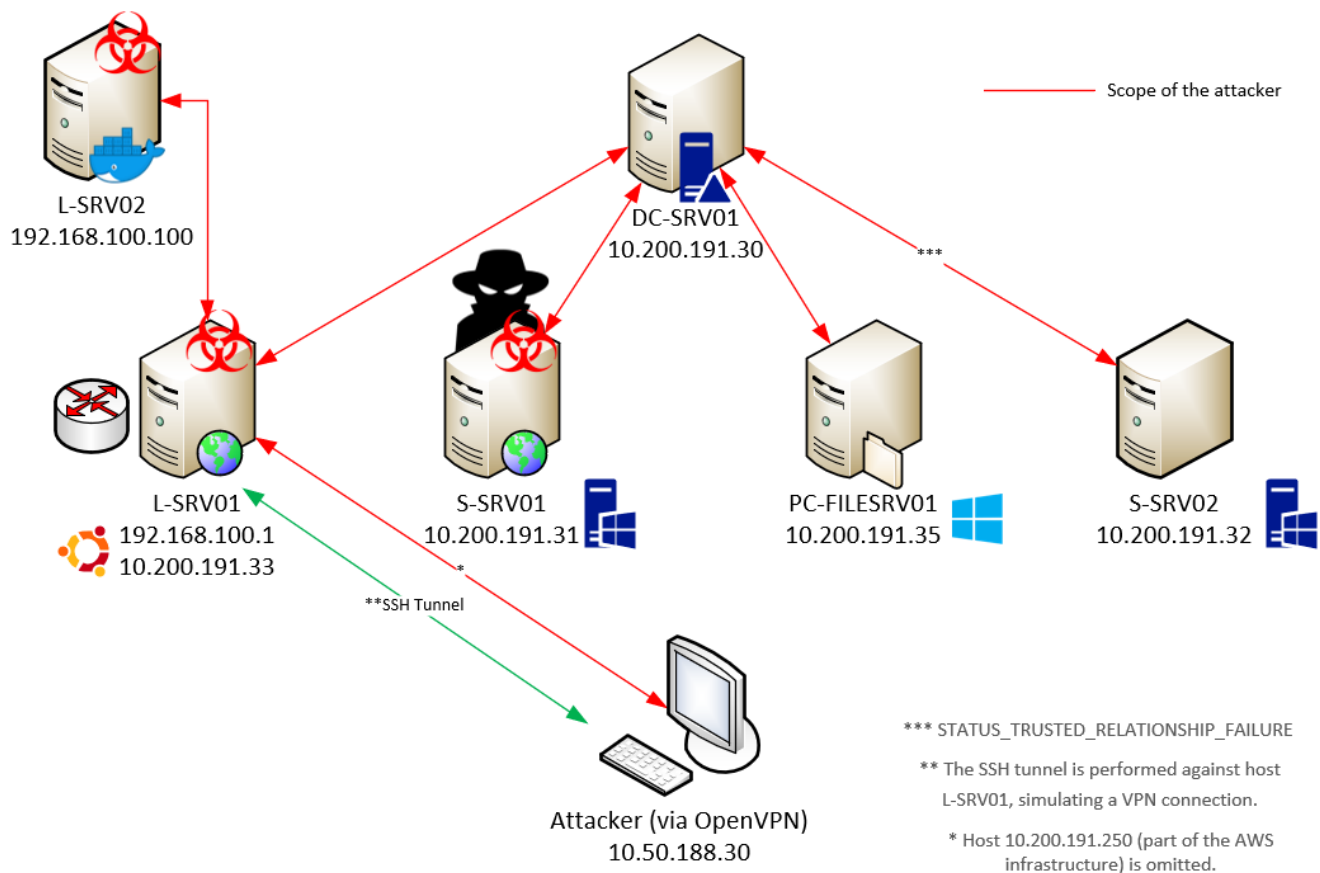 Scope of the attacker
L-SRV02
192.168.100.100
DC-SRV01
10.200.191.30
***
L-SRV01
192.168.100.1
10.200.191.33
S-SRV01
10.200.191.31
PC-FILESRV01
10.200.191.35
S-SRV02
10.200.191.32
*
**SSH Tunnel
Attacker (via OpenVPN)
10.50.188.30
*** STATUS_TRUSTED_RELATIONSHIP_FAILURE
** The SSH tunnel is performed against host
L-SRV01, simulating a VPN connection.
* Host 10.200.191.250 (part of the AWS
infrastructure) is omitted.